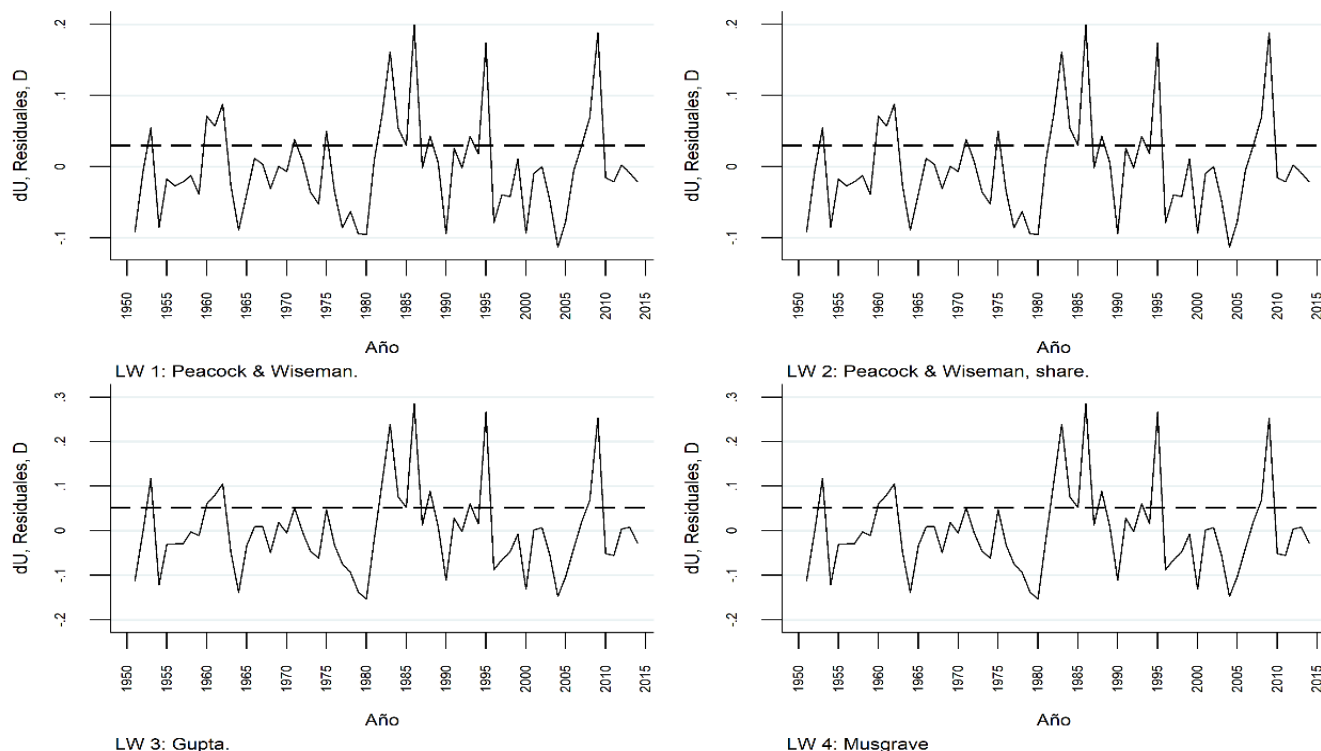 dU, Residuales, D
.2
.1
0
-.1
1950 1955 1960 1965 1970 1975 1980 1985 1990 1995 2000 2005 2010 2015
Año
LW 1: Peacock & Wiseman.
dU, Residuales, D
.2
.1
0
-.1
1950 1955 1960 1965 1970 1975 1980 1985 1990 1995 2000 2005 2010 2015
Año
LW 2: Peacock & Wiseman, share.
dU, Residuales, D
.3
.2
.1
0
-.1
-.2
1950 1955 1960 1965 1970 1975 1980 1985 1990 1995 2000 2005 2010 2015
Año
LW 3: Gupta.
dU, Residuales, D
.3
.2
.1
0
-.1
-.2
1950 1955 1960 1965 1970 1975 1980 1985 1990 1995 2000 2005 2010 2015
Año
LW 4: Musgrave